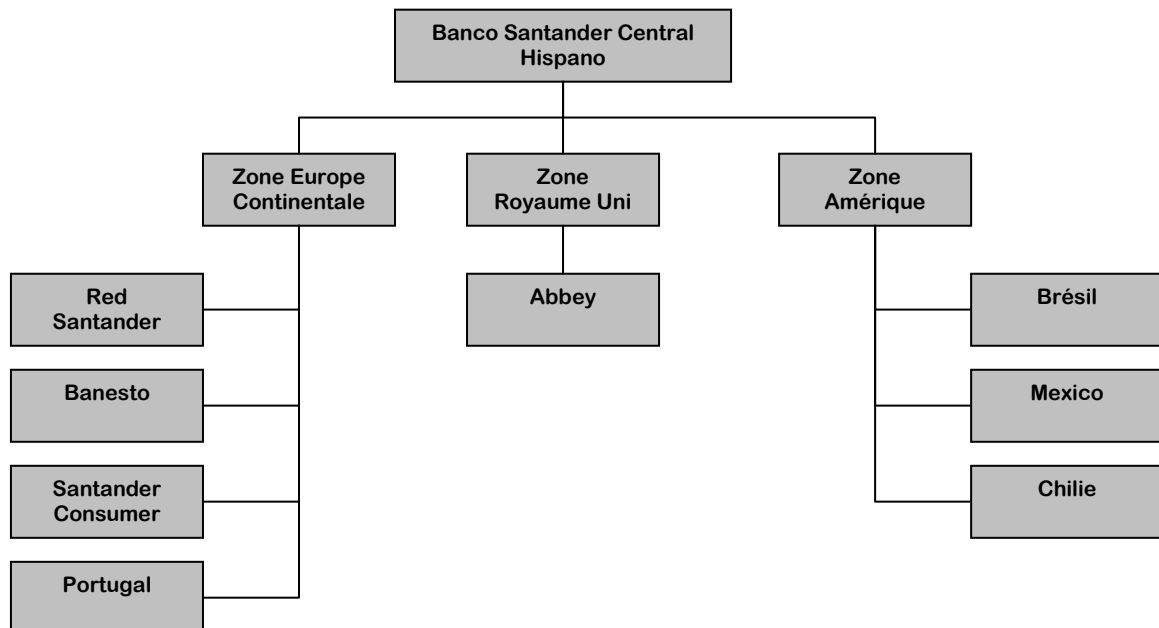 Banco Santander Central
Hispano
Zone Europe
Continentale
Zone
Royaume Uni
Zone
Amérique
Red
Santander
Abbey
Brésil
Banesto
Mexico
Santander
Consumer
Chilie
Portugal